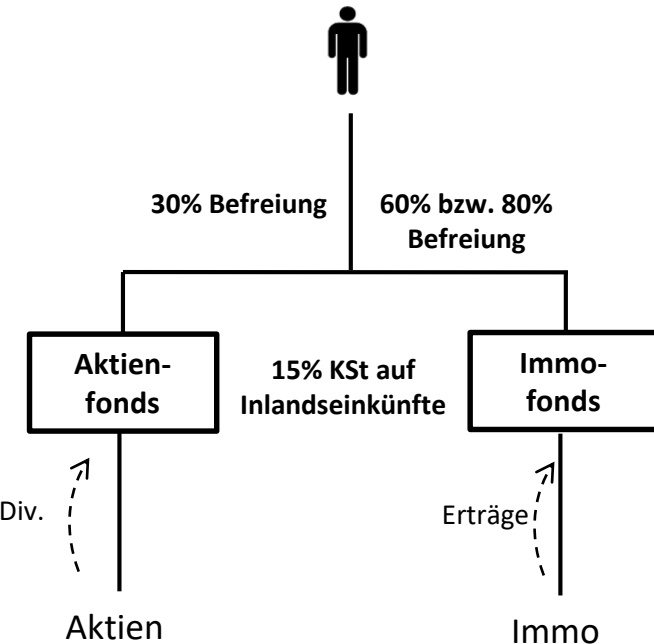 30% Befreiung
60% bzw. 80%
Befreiung
Aktien-
fonds
15% KSt auf
Inlandseinkünfte
Immo-
fonds
Div.
Erträge
Aktien
Immo